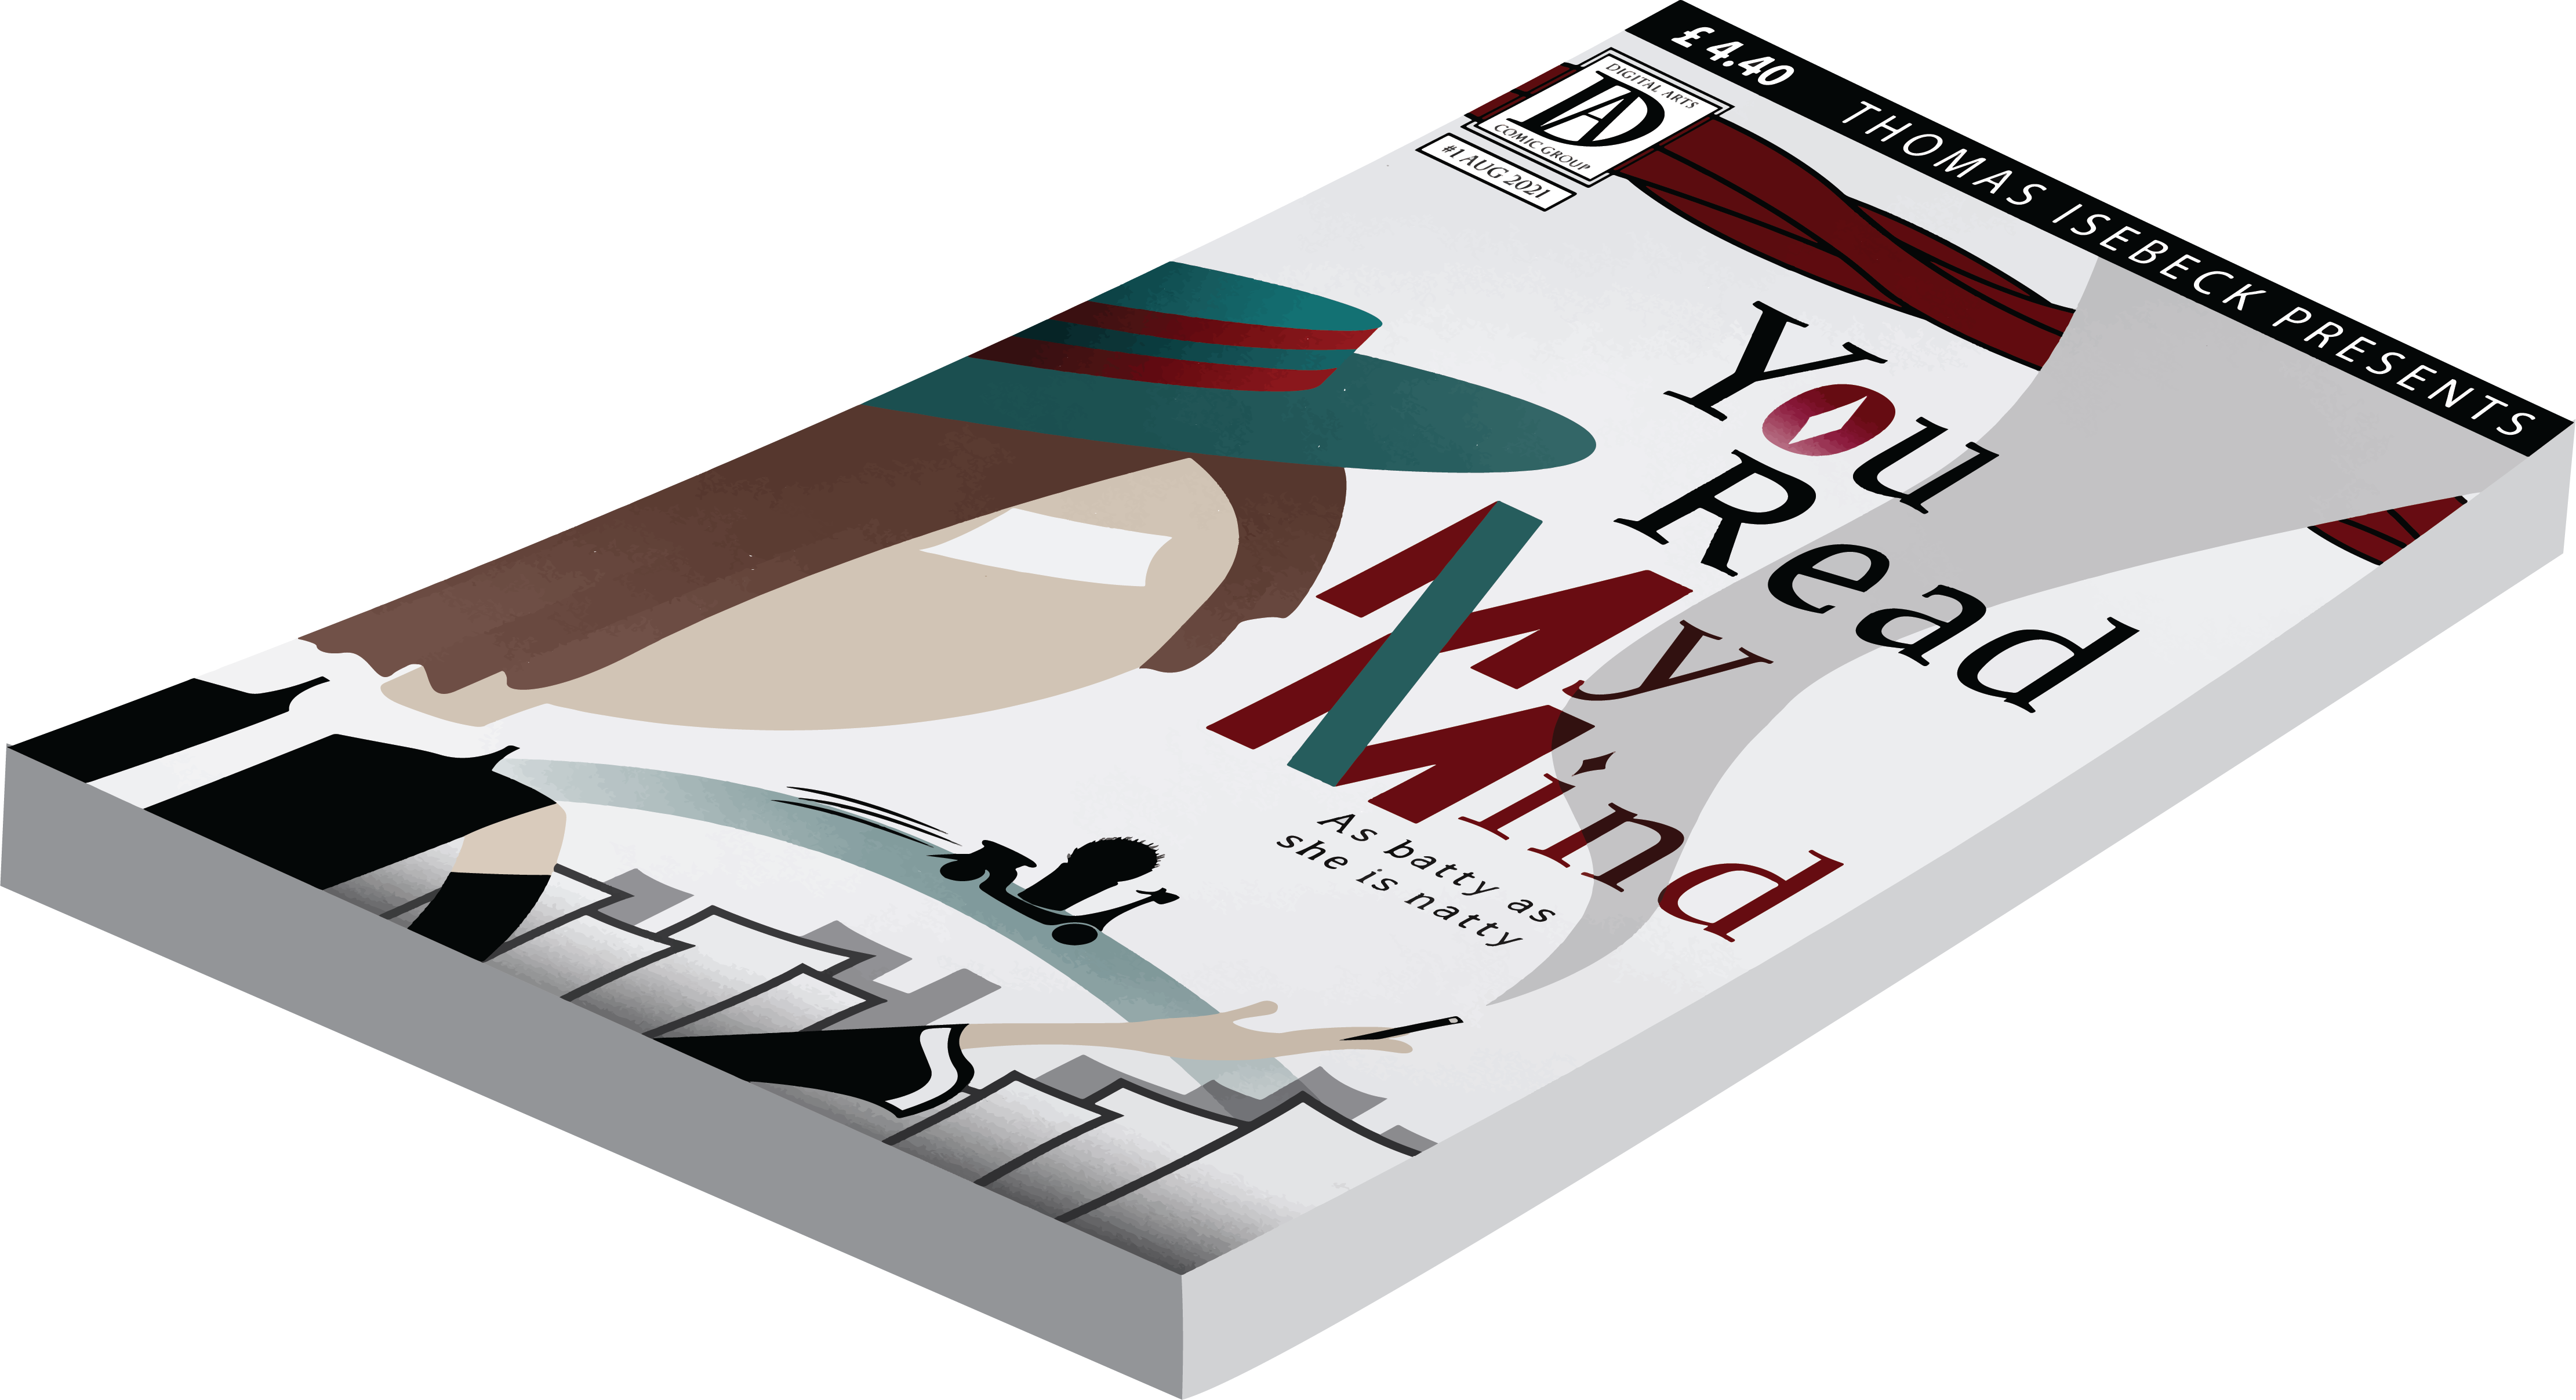 £4.40 THOMAS ISEBECK PRESENTS
DIGITAL ARTS
DA
COMIC GROUP
#1 AUG 2021
You
Read
My
Mind
As batty as
she is natty